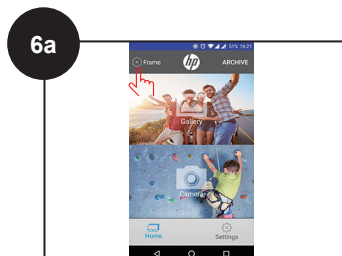 6a
51% 16:21
Frame
hp
ARCHIVE
Gallery
Camera
Home
Settings